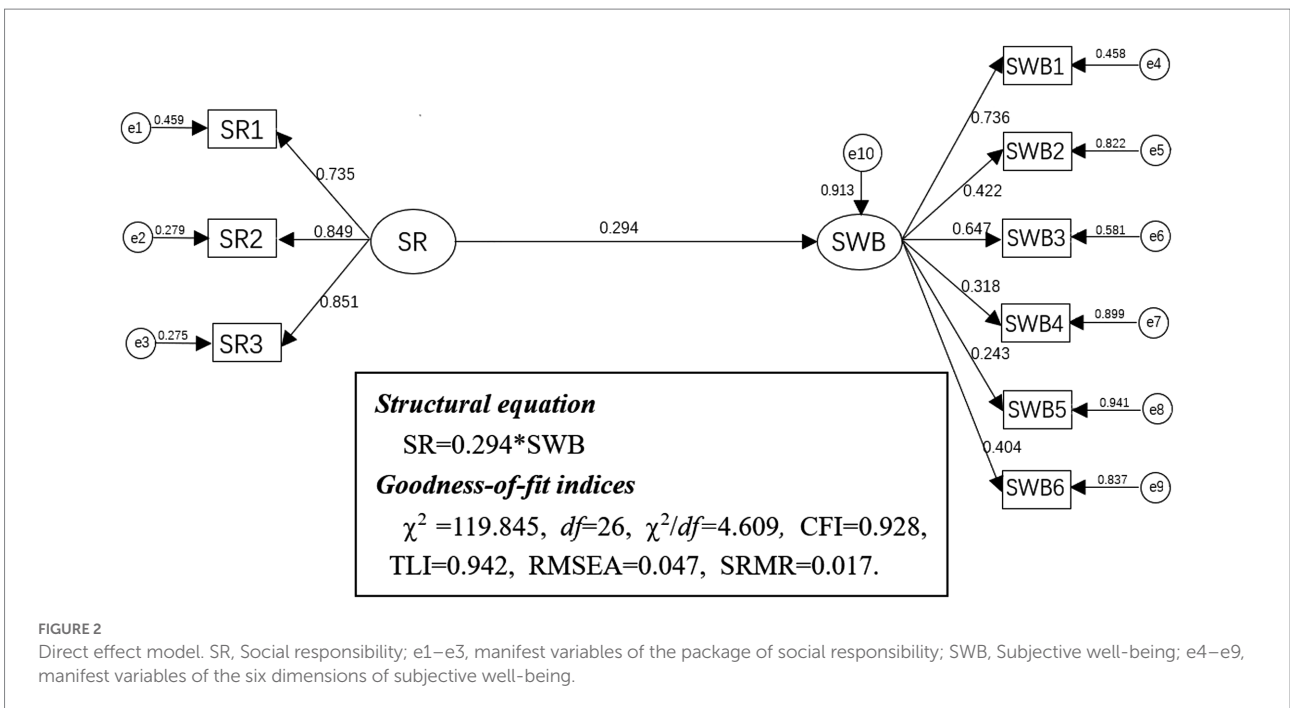 SWB1
0.458
e4
0.736
e1
0.459
SR1
SWB2
0.822
e5
e10
0.735
0.422
0.913
e2
0.279
SR2
0.849
SR
0.294
SWB
0.647
SWB3
0.581
e6
0.318
0.851
SWB4
0.899
e7
e3
0.275
SR3
0.243
SWB5
0.941
e8
0.404
SWB6
0.837
e9
Structural equation
SR=0.294*SWB
Goodness-of-fit indices
χ² =119.845, df=26, χ²/df=4.609, CFI=0.928,
TLI=0.942, RMSEA=0.047, SRMR=0.017.
FIGURE 2
Direct effect model. SR, Social responsibility; e1–e3, manifest variables of the package of social responsibility; SWB, Subjective well-being; e4–e9,
manifest variables of the six dimensions of subjective well-being.